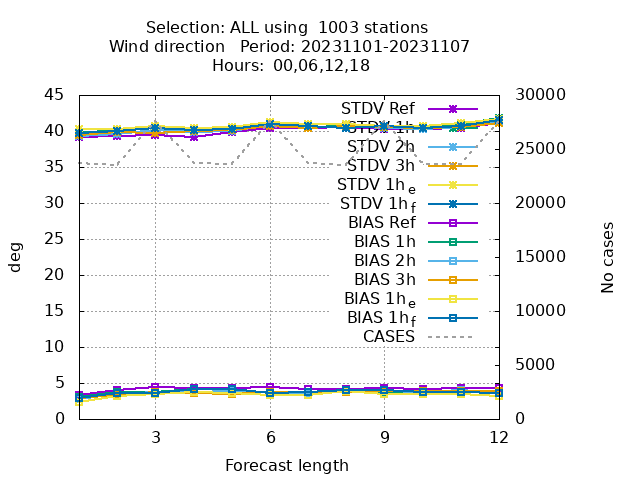 Selection: ALL using  1003 stations
Wind direction   Period: 20231101-20231107
Hours:  00,06,12,18
45
40
35
30
25
20
15
10
5
0
30000
25000
20000
15000
10000
5000
0
3
6
9
12
deg
No cases
Forecast length
STDV Ref
STDV 1h
STDV 2h
STDV 3h
STDV 1he
STDV 1hf
BIAS Ref
BIAS 1h
BIAS 2h
BIAS 3h
BIAS 1he
BIAS 1hf
CASES